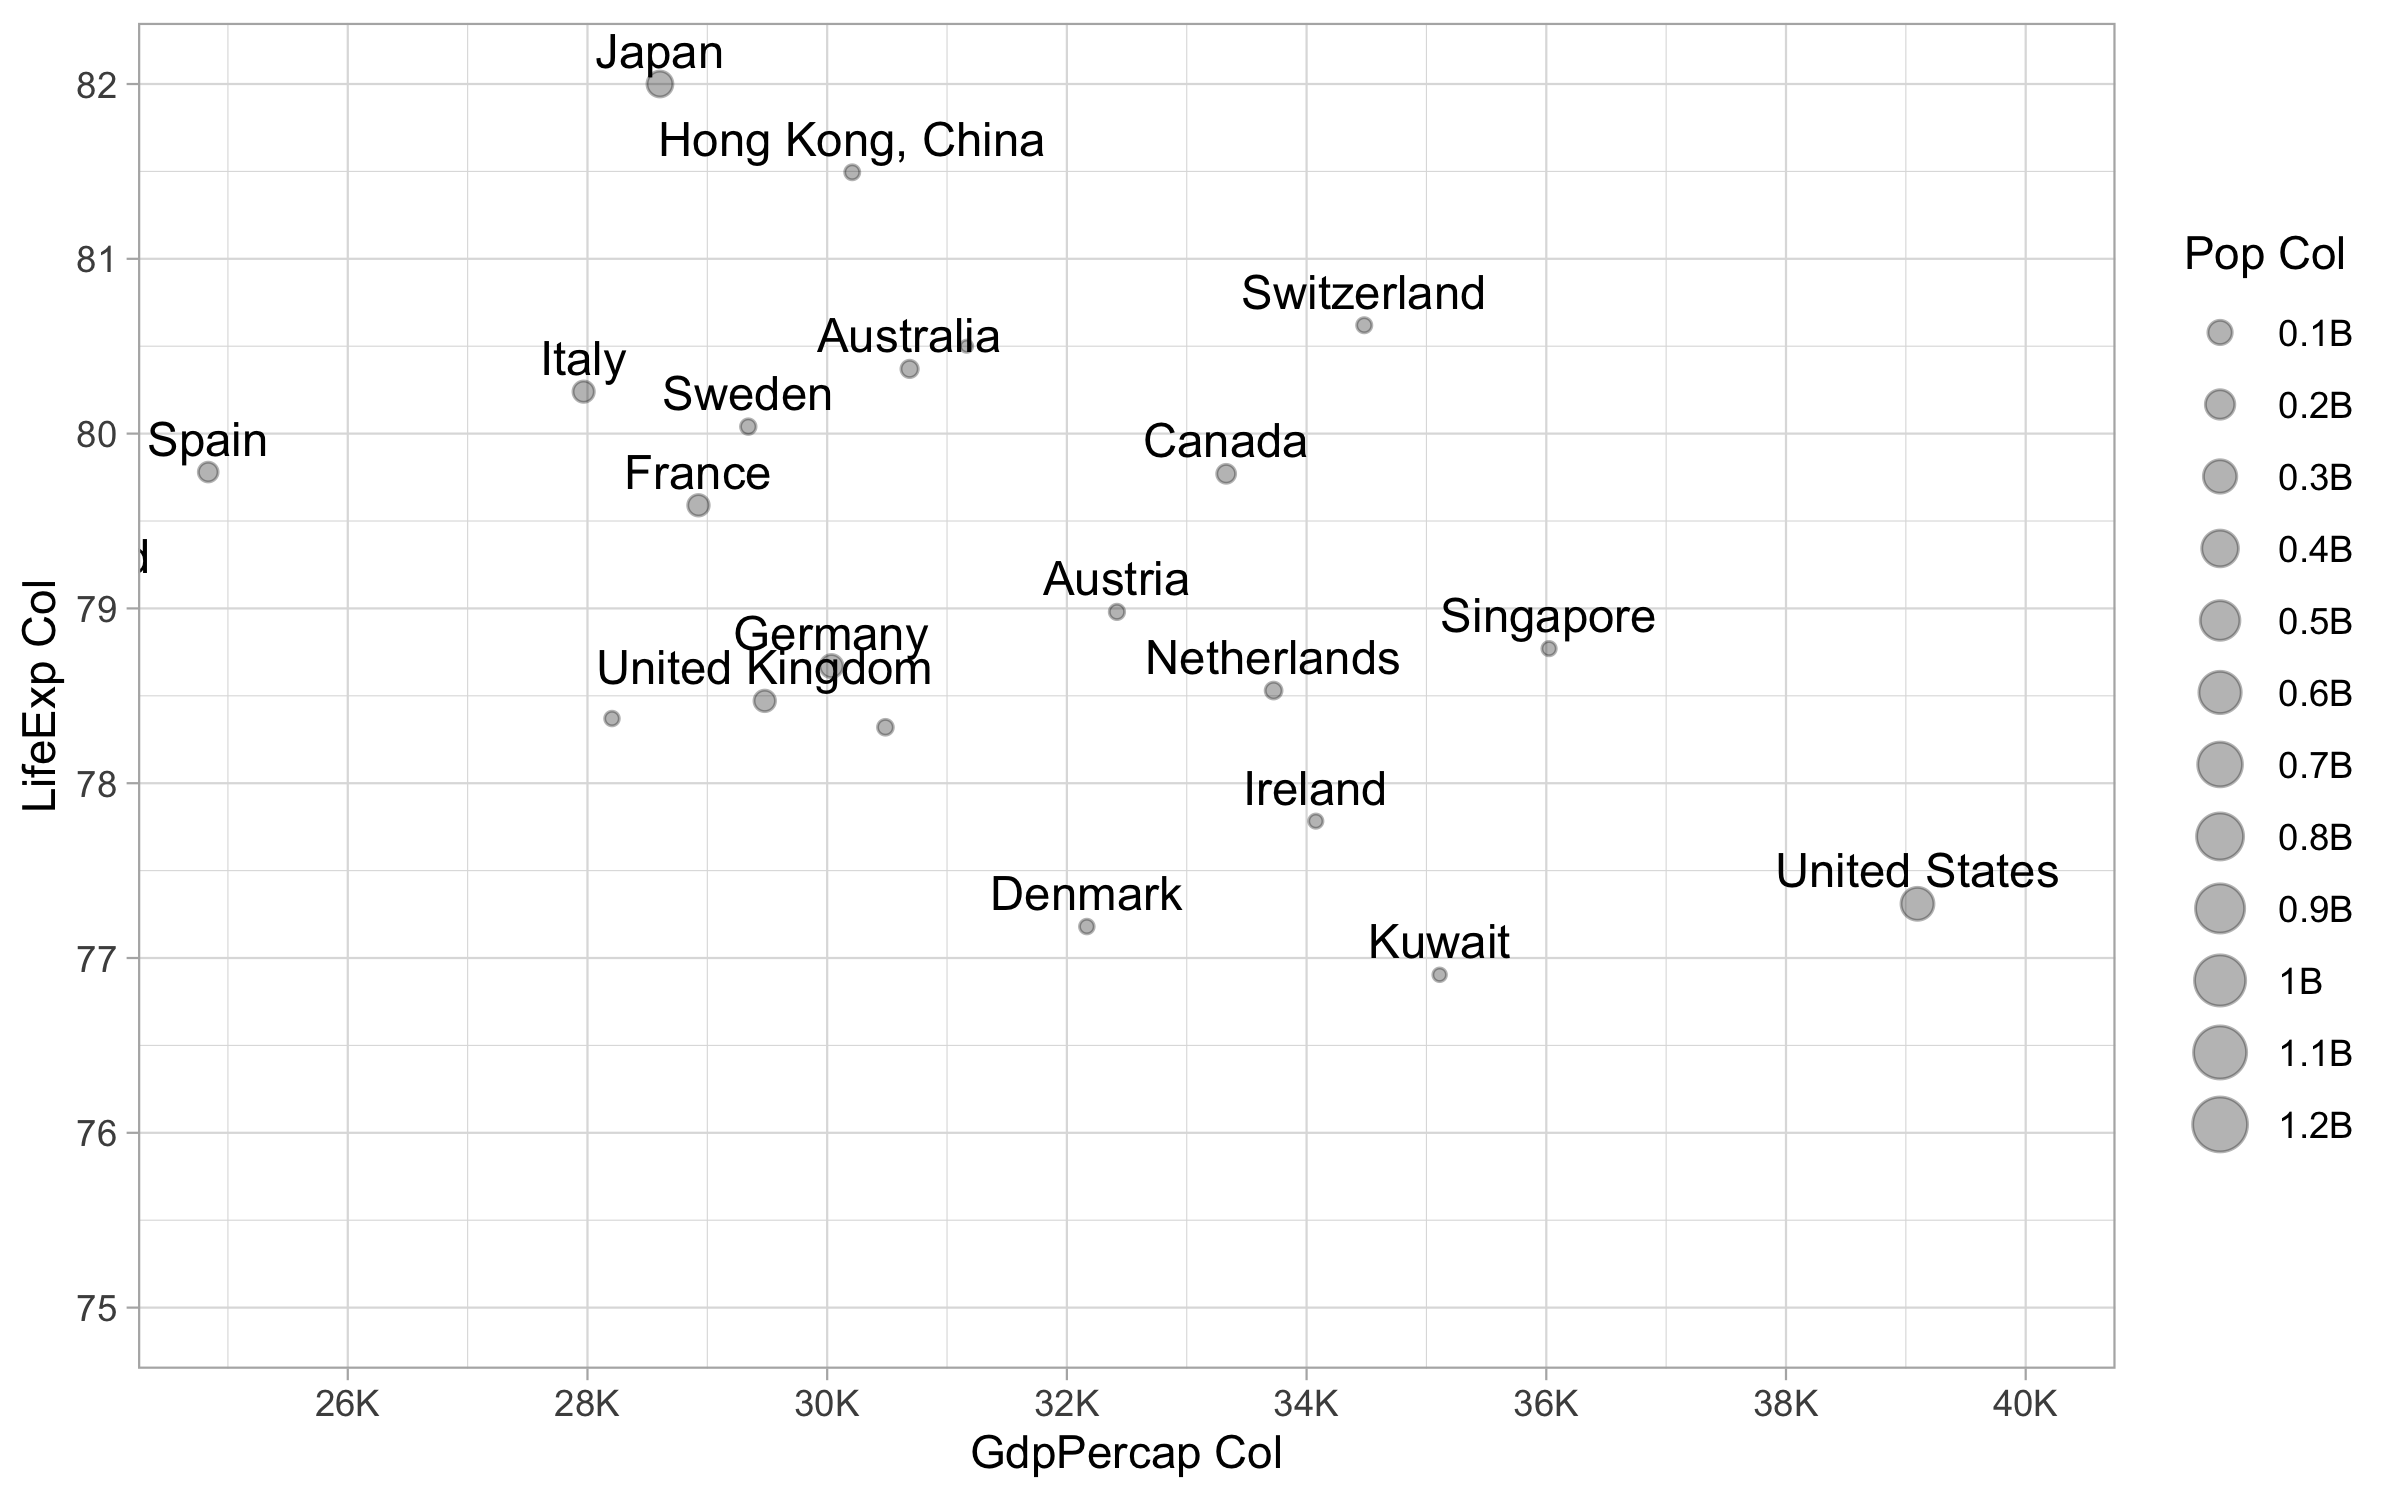 Japan
82
Hong Kong, China
81
Switzerland
Australia
Italy
Sweden
80
Spain
Canada
France
d
Austria
79
Singapore
Germany
United Kingdom
Netherlands
78
Ireland
United States
Denmark
77
Kuwait
76
75
LifeExp Col
26K 28K 30K 32K 34K 36K 38K 40K
GdpPercap Col
Pop Col
0.1B
0.2B
0.3B
0.4B
0.5B
0.6B
0.7B
0.8B
0.9B
1B
1.1B
1.2B